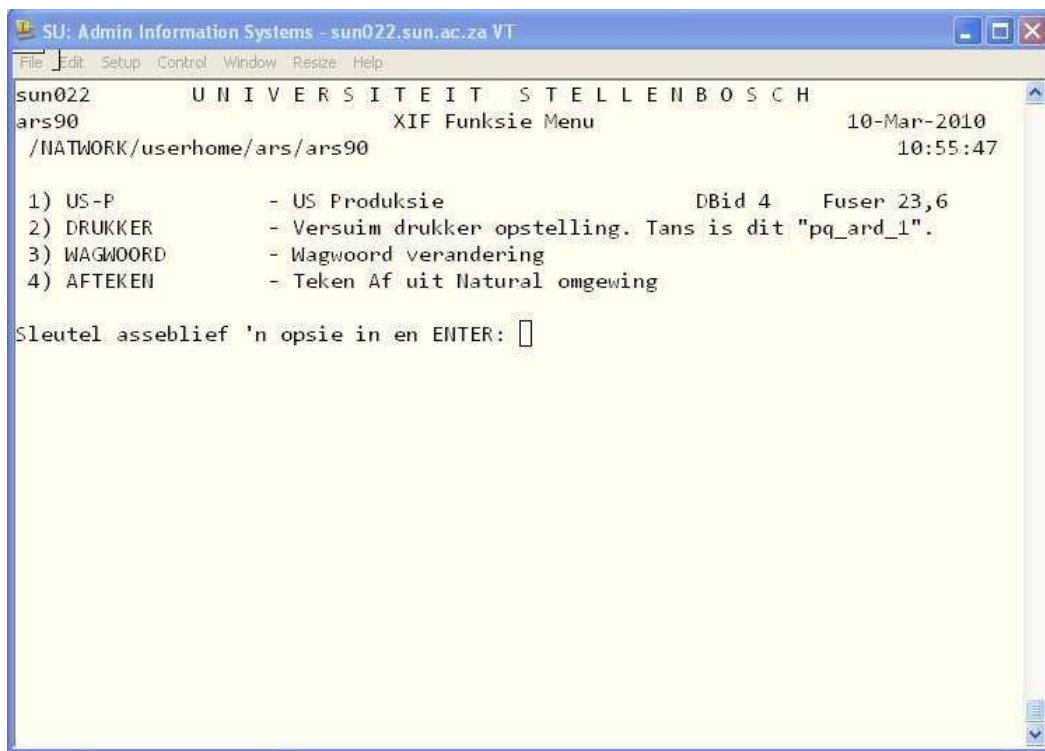 SU: Admin Information Systems - sun022.sun.ac.za VT
File Edit Setup Control Window Resize Help
sun022 U N I V E R S I T E I T S T E L L E N B O S C H
ars90 XIF Funksie Menu 10-Mar-2010
/NATWORK/userhome/ars/ars90 10:55:47
1) US-P - US Produksie DBid 4 Fuser 23,6
2) DRUKKER - Versuim drukker opstelling. Tans is dit "pq_ard_1".
3) WAGWOORD - Wagwoord verandering
4) AFTEKEN - Teken Af uit Natural omgewing
Sleutel asseblief 'n opsie in en ENTER: